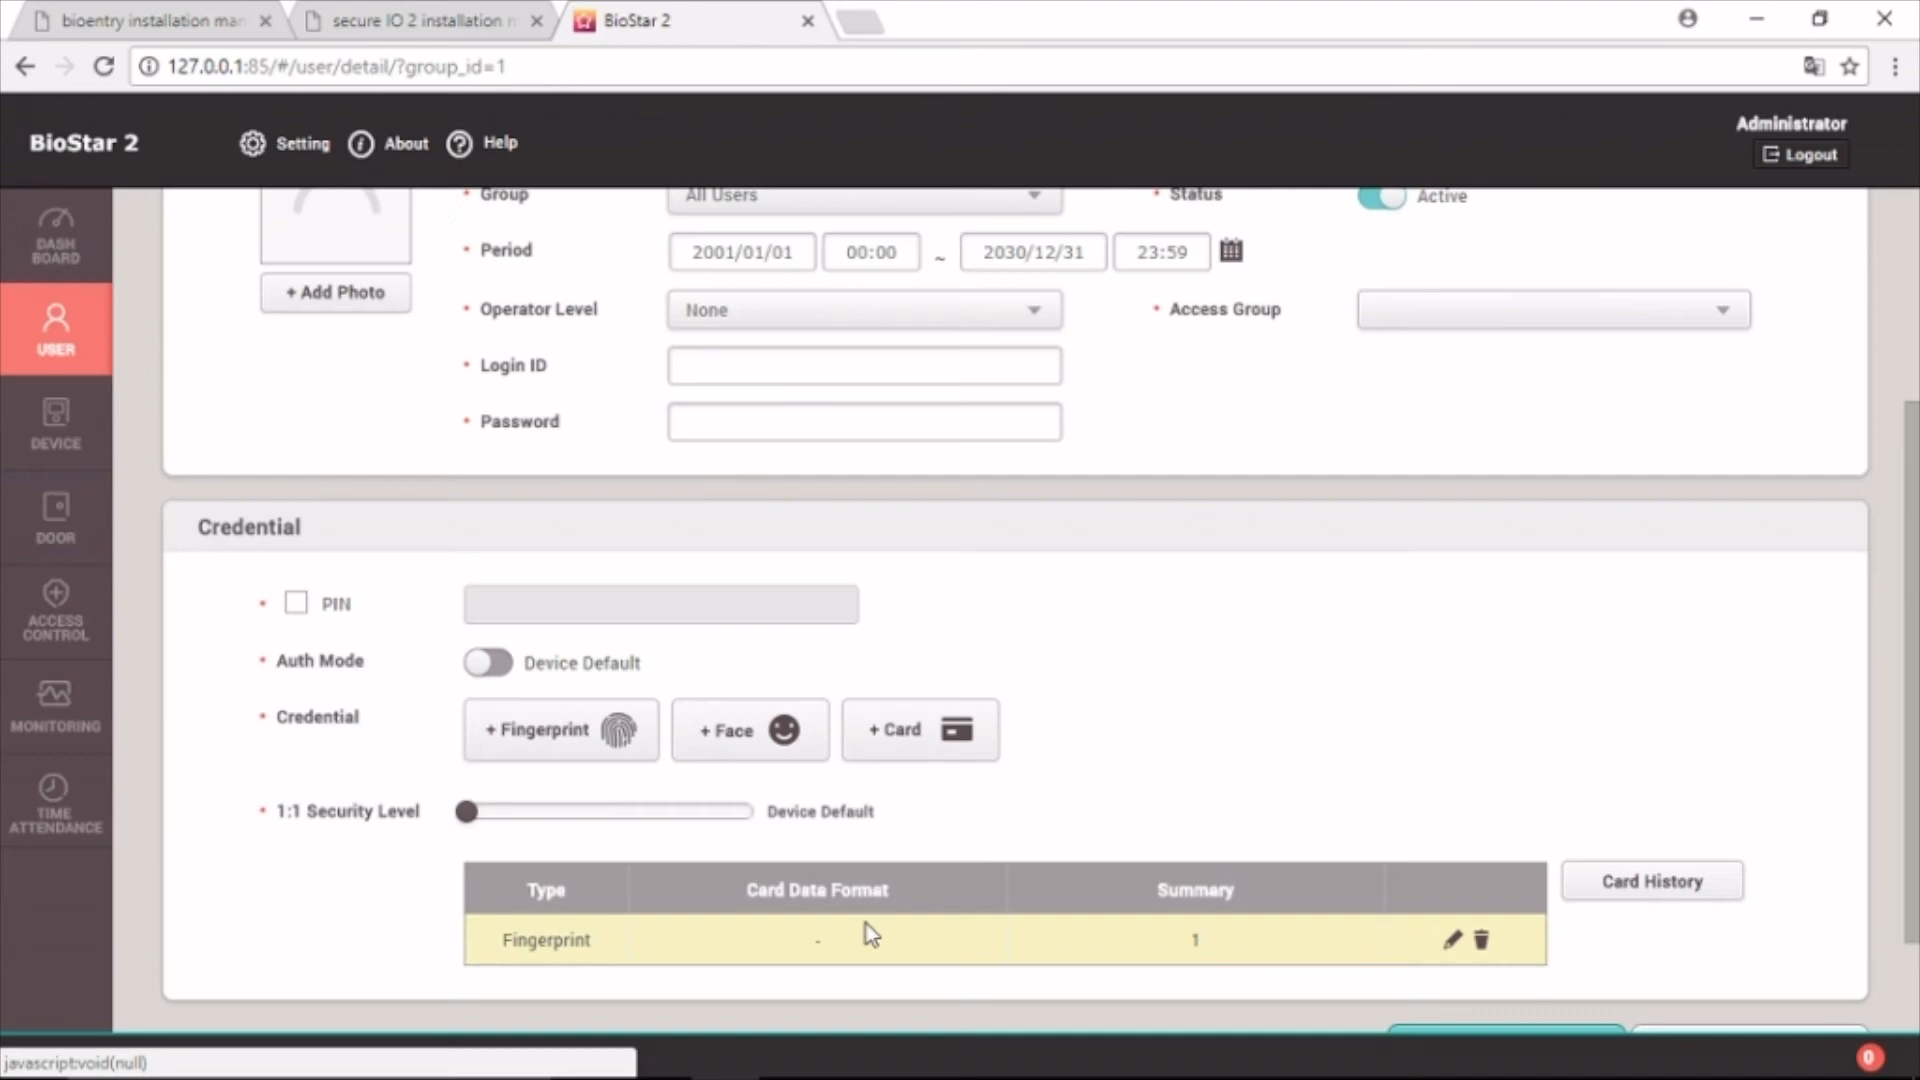 bioentry installation man
secure IO 2 installation m
BioStar 2
127.0.0.1:85/#/user/detail/?group_id=1
BioStar 2
Setting
About
Help
Administrator
Logout
DASH
BOARD
USER
DEVICE
DOOR
ACCESS
CONTROL
MONITORING
TIME
ATTENDANCE
+ Add Photo
Group
All Users
Status
Active
Period
2001/01/01
00:00
~
2030/12/31
23:59
Operator Level
None
Access Group
Login ID
Password
Credential
PIN
Auth Mode
Device Default
Credential
+ Fingerprint
+ Face
+ Card
1:1 Security Level
Device Default
Type
Card Data Format
Summary
Card History
Fingerprint
-
1
javascript:void(null)
0